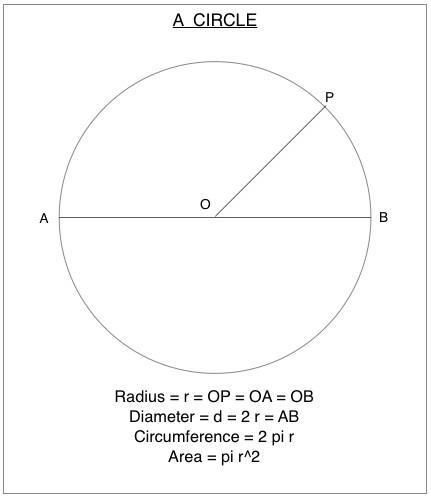 A CIRCLE
P
O
A
B
Radius = r = OP = OA = OB
Diameter = d = 2 r = AB
Circumference = 2 pi r
Area = pi r^2